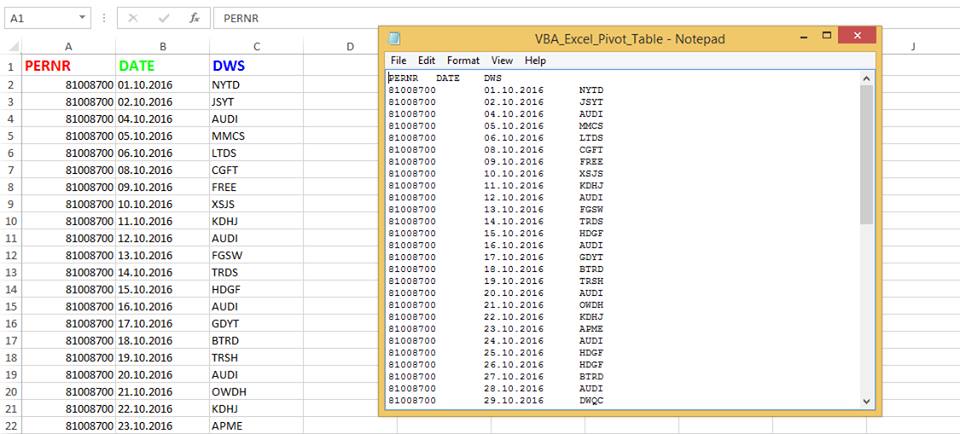 A1 fx PERNR
A B C D J
1 PERNR DATE DWS
2 81008700 01.10.2016 NYTD
3 81008700 02.10.2016 JSYT
4 81008700 04.10.2016 AUDI
5 81008700 05.10.2016 MMCS
6 81008700 06.10.2016 LTDS
7 81008700 08.10.2016 CGFT
8 81008700 09.10.2016 FREE
9 81008700 10.10.2016 XSJS
10 81008700 11.10.2016 KDHJ
11 81008700 12.10.2016 AUDI
12 81008700 13.10.2016 FGSW
13 81008700 14.10.2016 TRDS
14 81008700 15.10.2016 HDGF
15 81008700 16.10.2016 AUDI
16 81008700 17.10.2016 GDYT
17 81008700 18.10.2016 BTRD
18 81008700 19.10.2016 TRSH
19 81008700 20.10.2016 AUDI
20 81008700 21.10.2016 OWDH
21 81008700 22.10.2016 KDHJ
22 81008700 23.10.2016 APME
VBA_Excel_Pivot_Table - Notepad
File Edit Format View Help
PERNR DATE DWS
81008700 01.10.2016 NYTD
81008700 02.10.2016 JSYT
81008700 04.10.2016 AUDI
81008700 05.10.2016 MMCS
81008700 06.10.2016 LTDS
81008700 08.10.2016 CGFT
81008700 09.10.2016 FREE
81008700 10.10.2016 XSJS
81008700 11.10.2016 KDHJ
81008700 12.10.2016 AUDI
81008700 13.10.2016 FGSW
81008700 14.10.2016 TRDS
81008700 15.10.2016 HDGF
81008700 16.10.2016 AUDI
81008700 17.10.2016 GDYT
81008700 18.10.2016 BTRD
81008700 19.10.2016 TRSH
81008700 20.10.2016 AUDI
81008700 21.10.2016 OWDH
81008700 22.10.2016 KDHJ
81008700 23.10.2016 APME
81008700 24.10.2016 AUDI
81008700 25.10.2016 HDGF
81008700 26.10.2016 HDGF
81008700 27.10.2016 BTRD
81008700 28.10.2016 AUDI
81008700 29.10.2016 DWQC